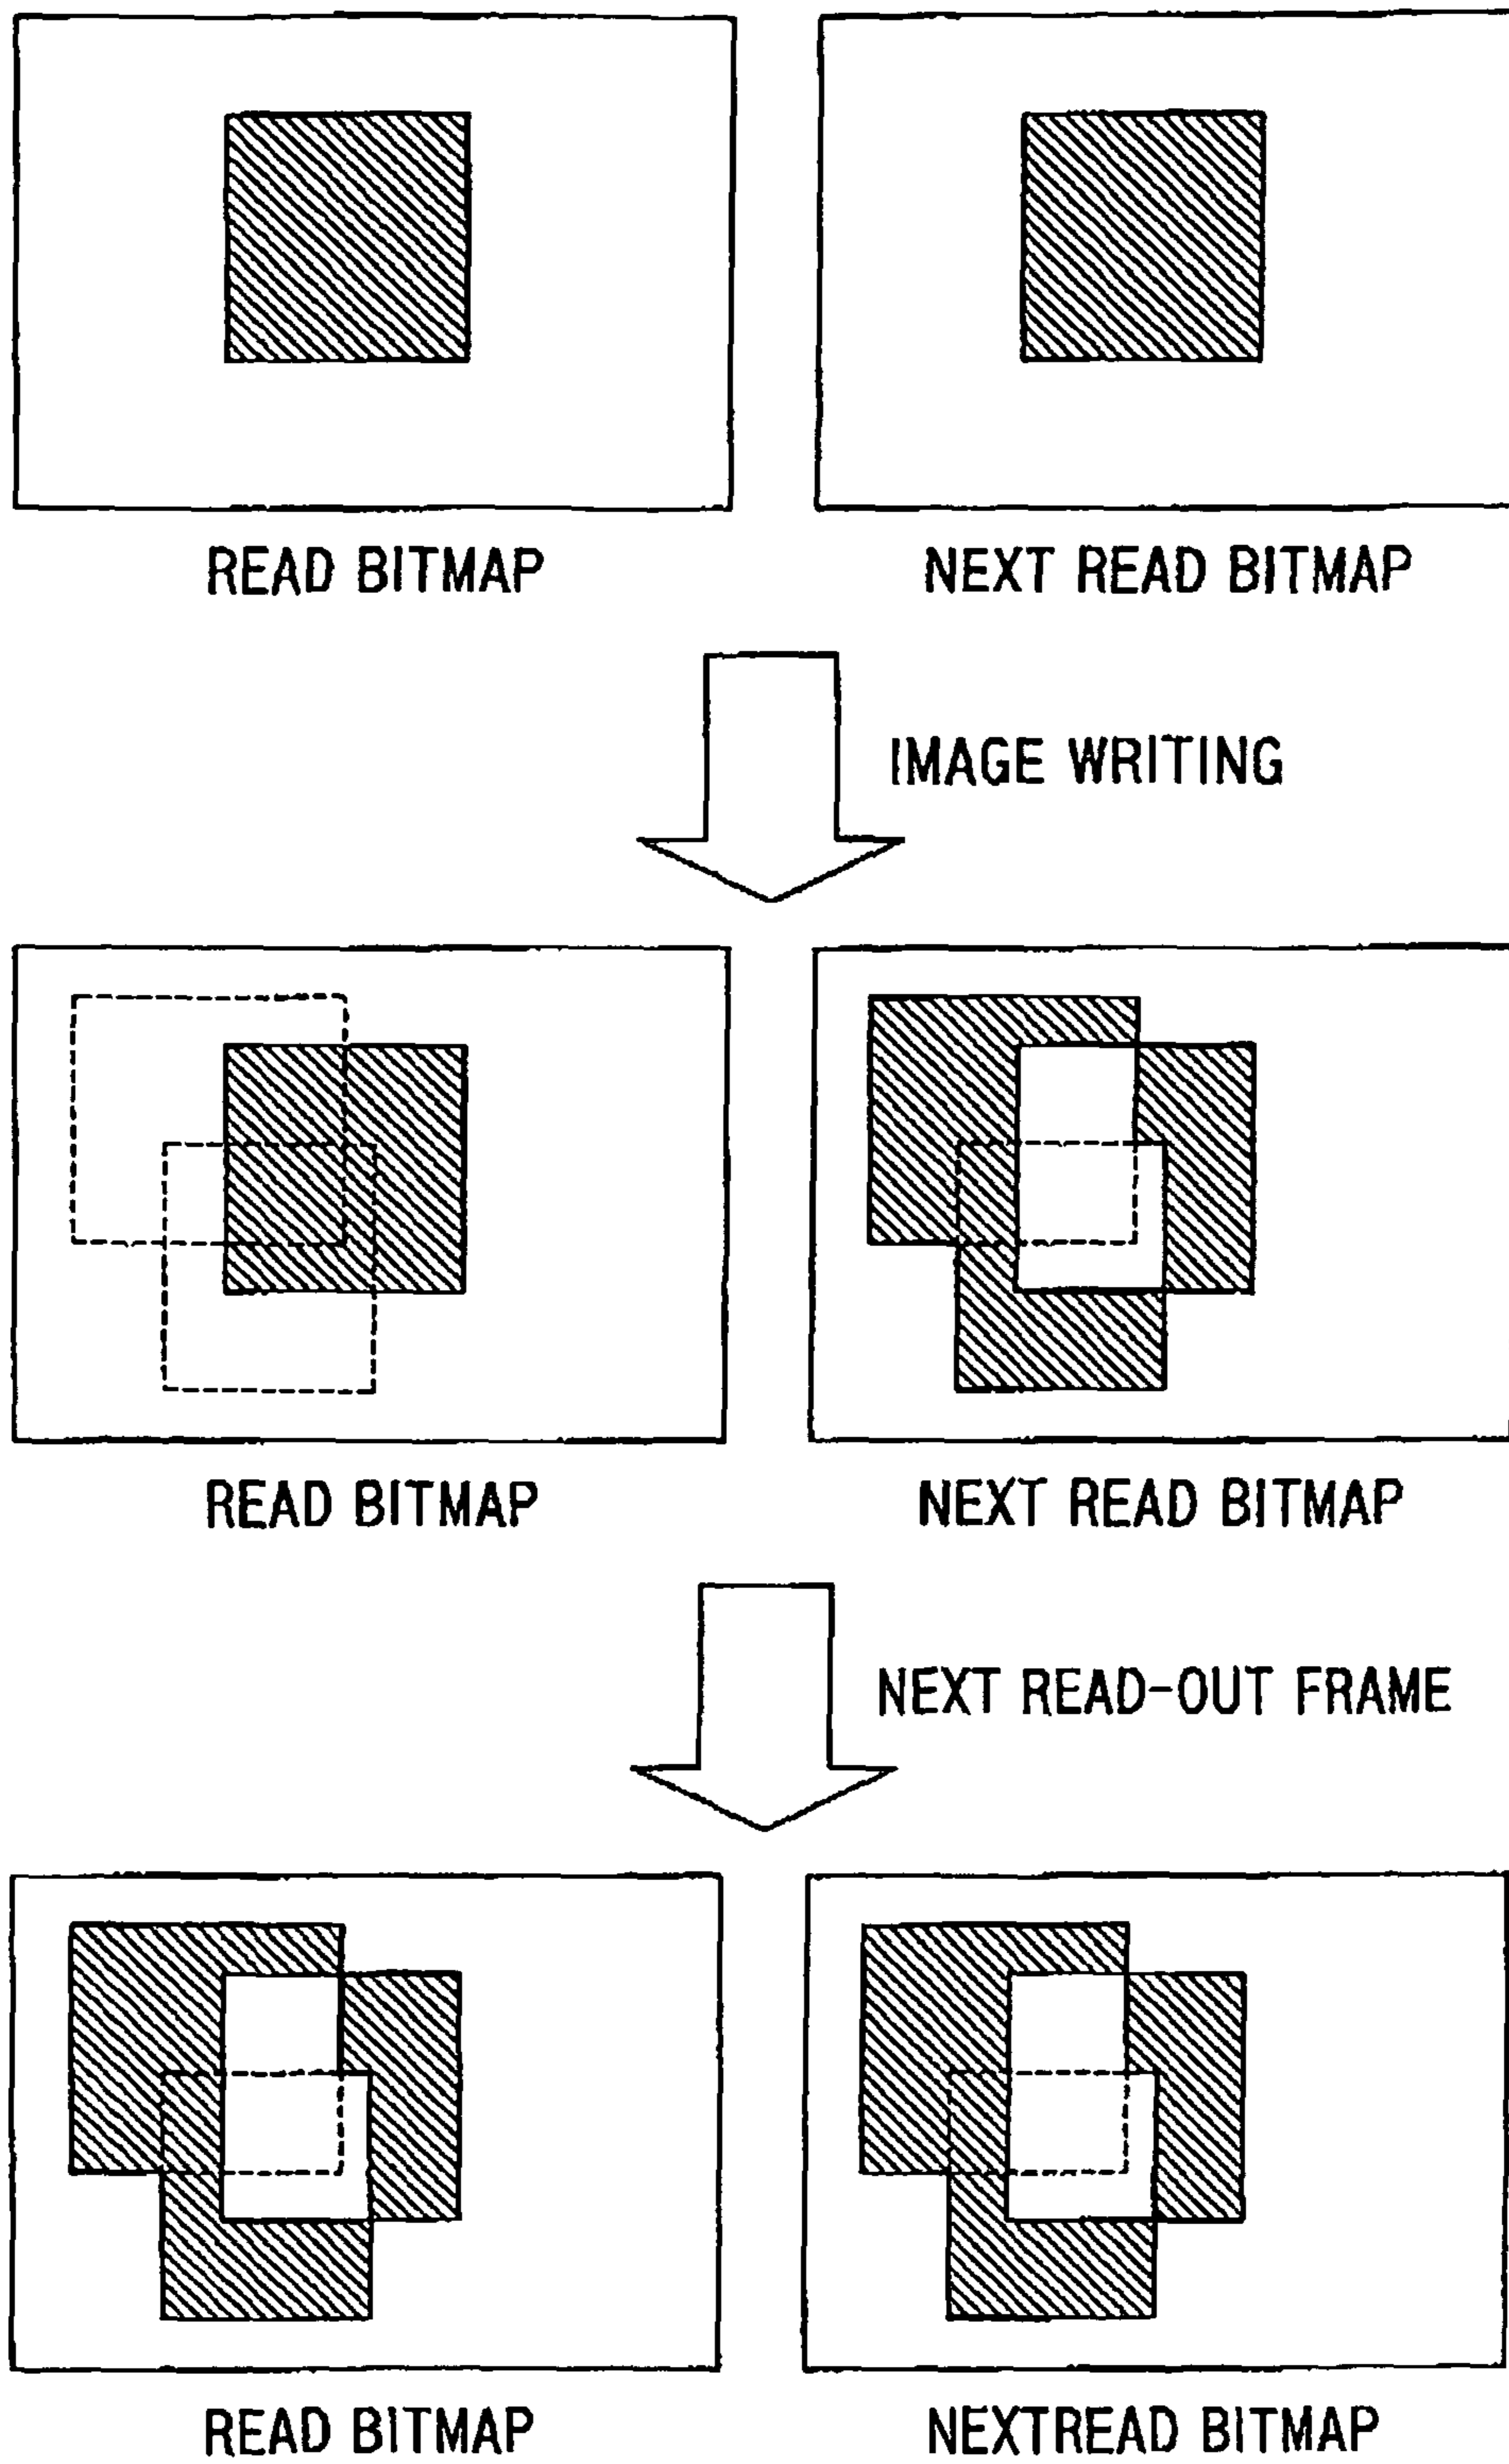 READ BITMAP
NEXT READ BITMAP
IMAGE WRITING
READ BITMAP
NEXT READ BITMAP
NEXT READ-OUT FRAME
READ BITMAP
NEXTREAD BITMAP